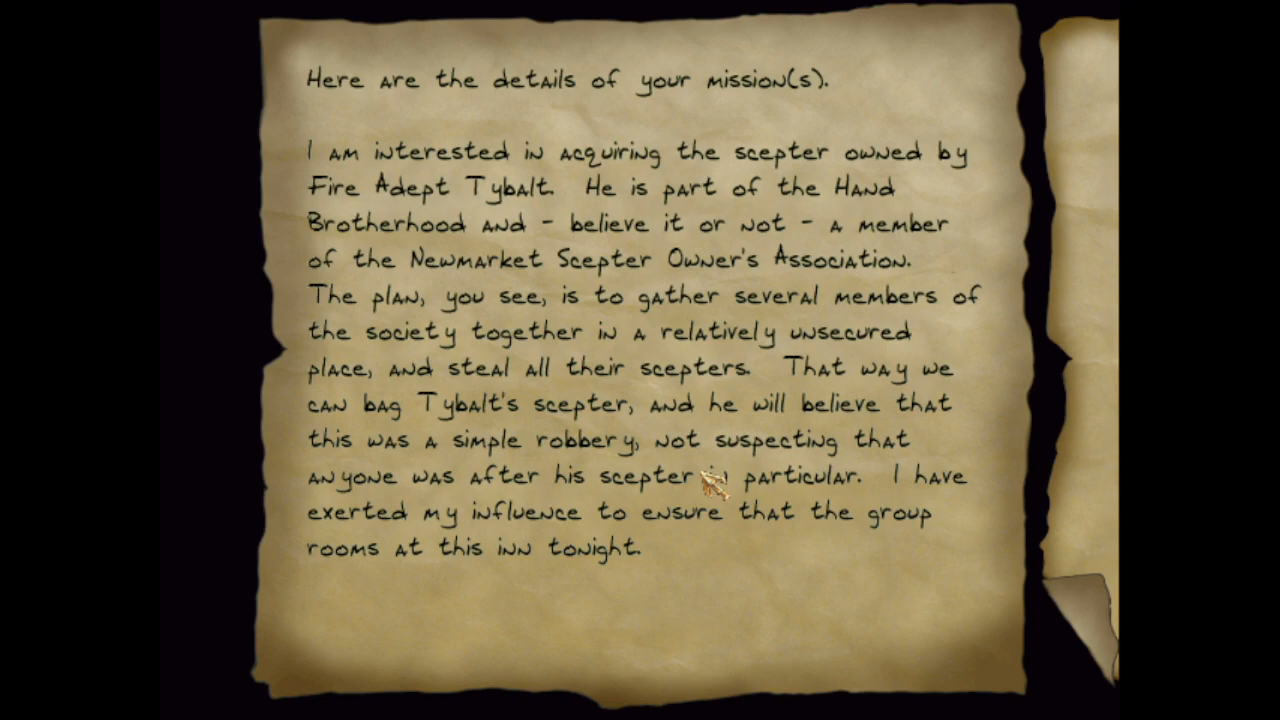 Here are the details of your mission(s).
I am interested in acquiring the scepter owned by
Fire Adept Tybalt. He is part of the Hand
Brotherhood and - believe it or not - a member
of the Newmarket Scepter Owner's Association.
The plan, you see, is to gather several members of
the society together in a relatively unsecured
place, and steal all their scepters. That way we
can bag Tybalt's scepter, and he will believe that
this was a simple robbery, not suspecting that
anyone was after his scepter in particular. I have
exerted my influence to ensure that the group
rooms at this inn tonight.